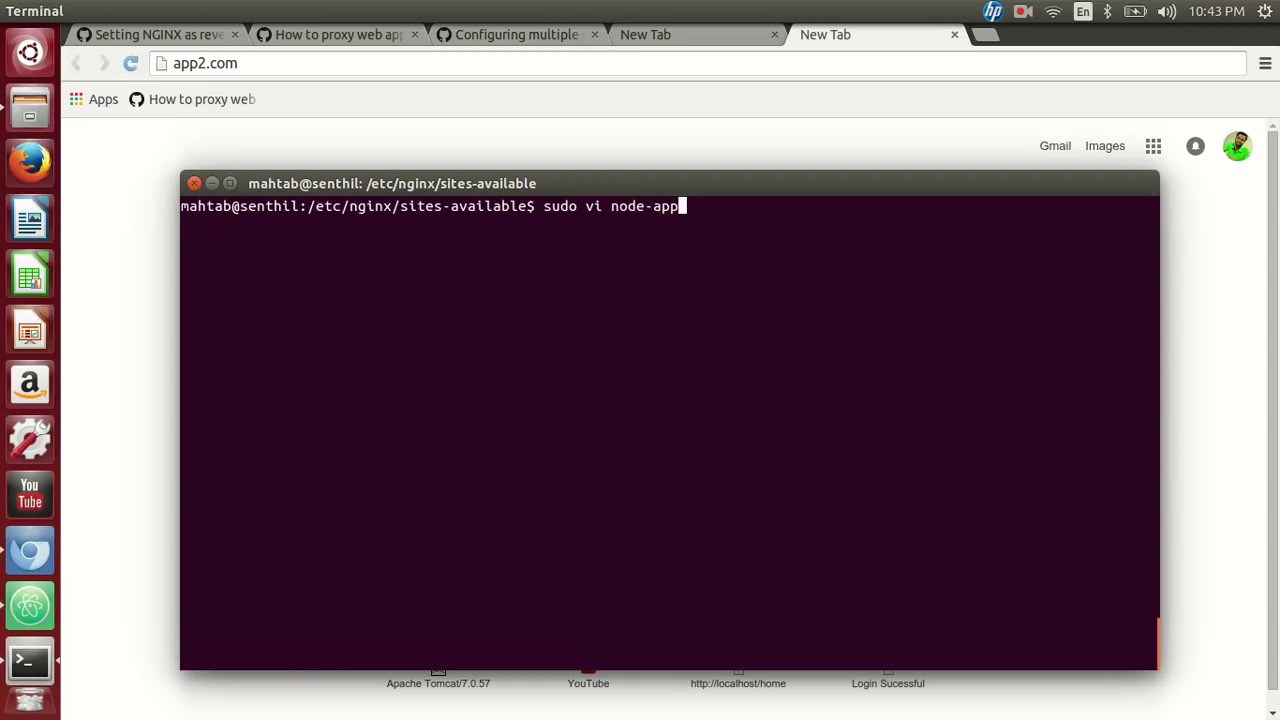 Terminal
En
10:43 PM
Setting NGINX as reve
How to proxy web ap
Configuring multiple
New Tab
New Tab
app2.com
Apps
How to proxy web
Gmail
Images
mahtab@senthil: /etc/nginx/sites-available
mahtab@senthil:/etc/nginx/sites-available$ sudo vi node-app
You
Tube
Apache Tomcat/7.0.57
YouTube
http://localhost/home
Login Sucessful